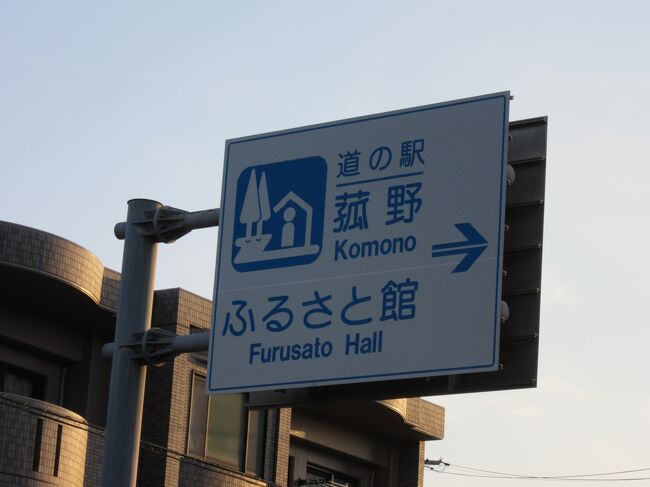 道の駅
菰野
Komono
ふるさと館
Furusato Hall